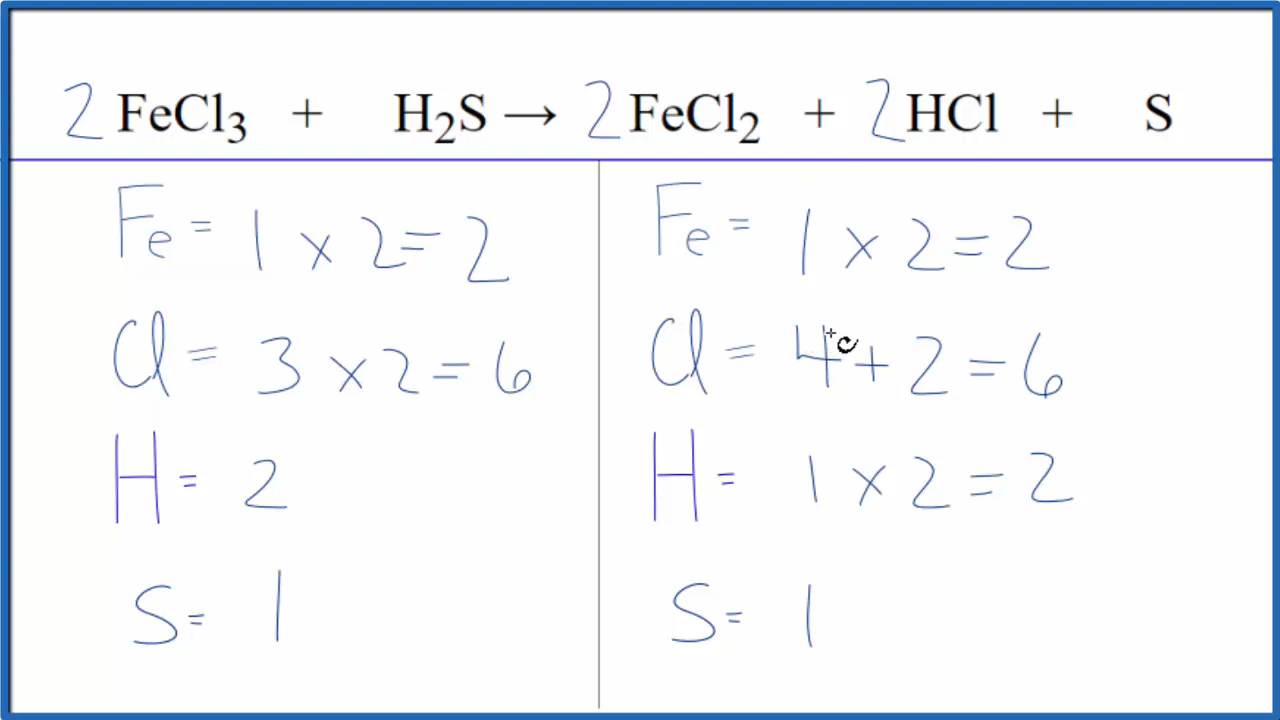 2 FeCl₃ + H₂S → 2 FeCl₂ + 2 HCl + S
Fe = 1 x 2 = 2
Fe = 1 x 2 = 2
Cl = 3 x 2 = 6
Cl = 4 + 2 = 6
H = 2
H = 1 x 2 = 2
S = 1
S = 1